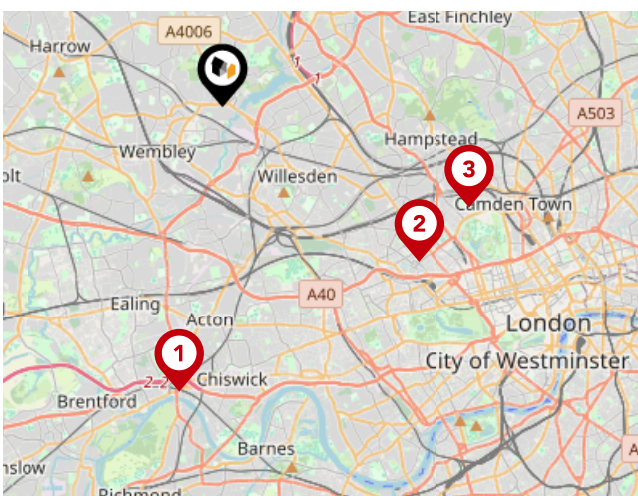 East Finchley
A4006
Harrow
1
1
A503
Hampstead
Wembley
3
olt
Willesden
Camden Town
2
A40
Ealing
Acton
London
1
City of Westminster
Chiswick
Brentford
Barnes
nslow
Richmond
A